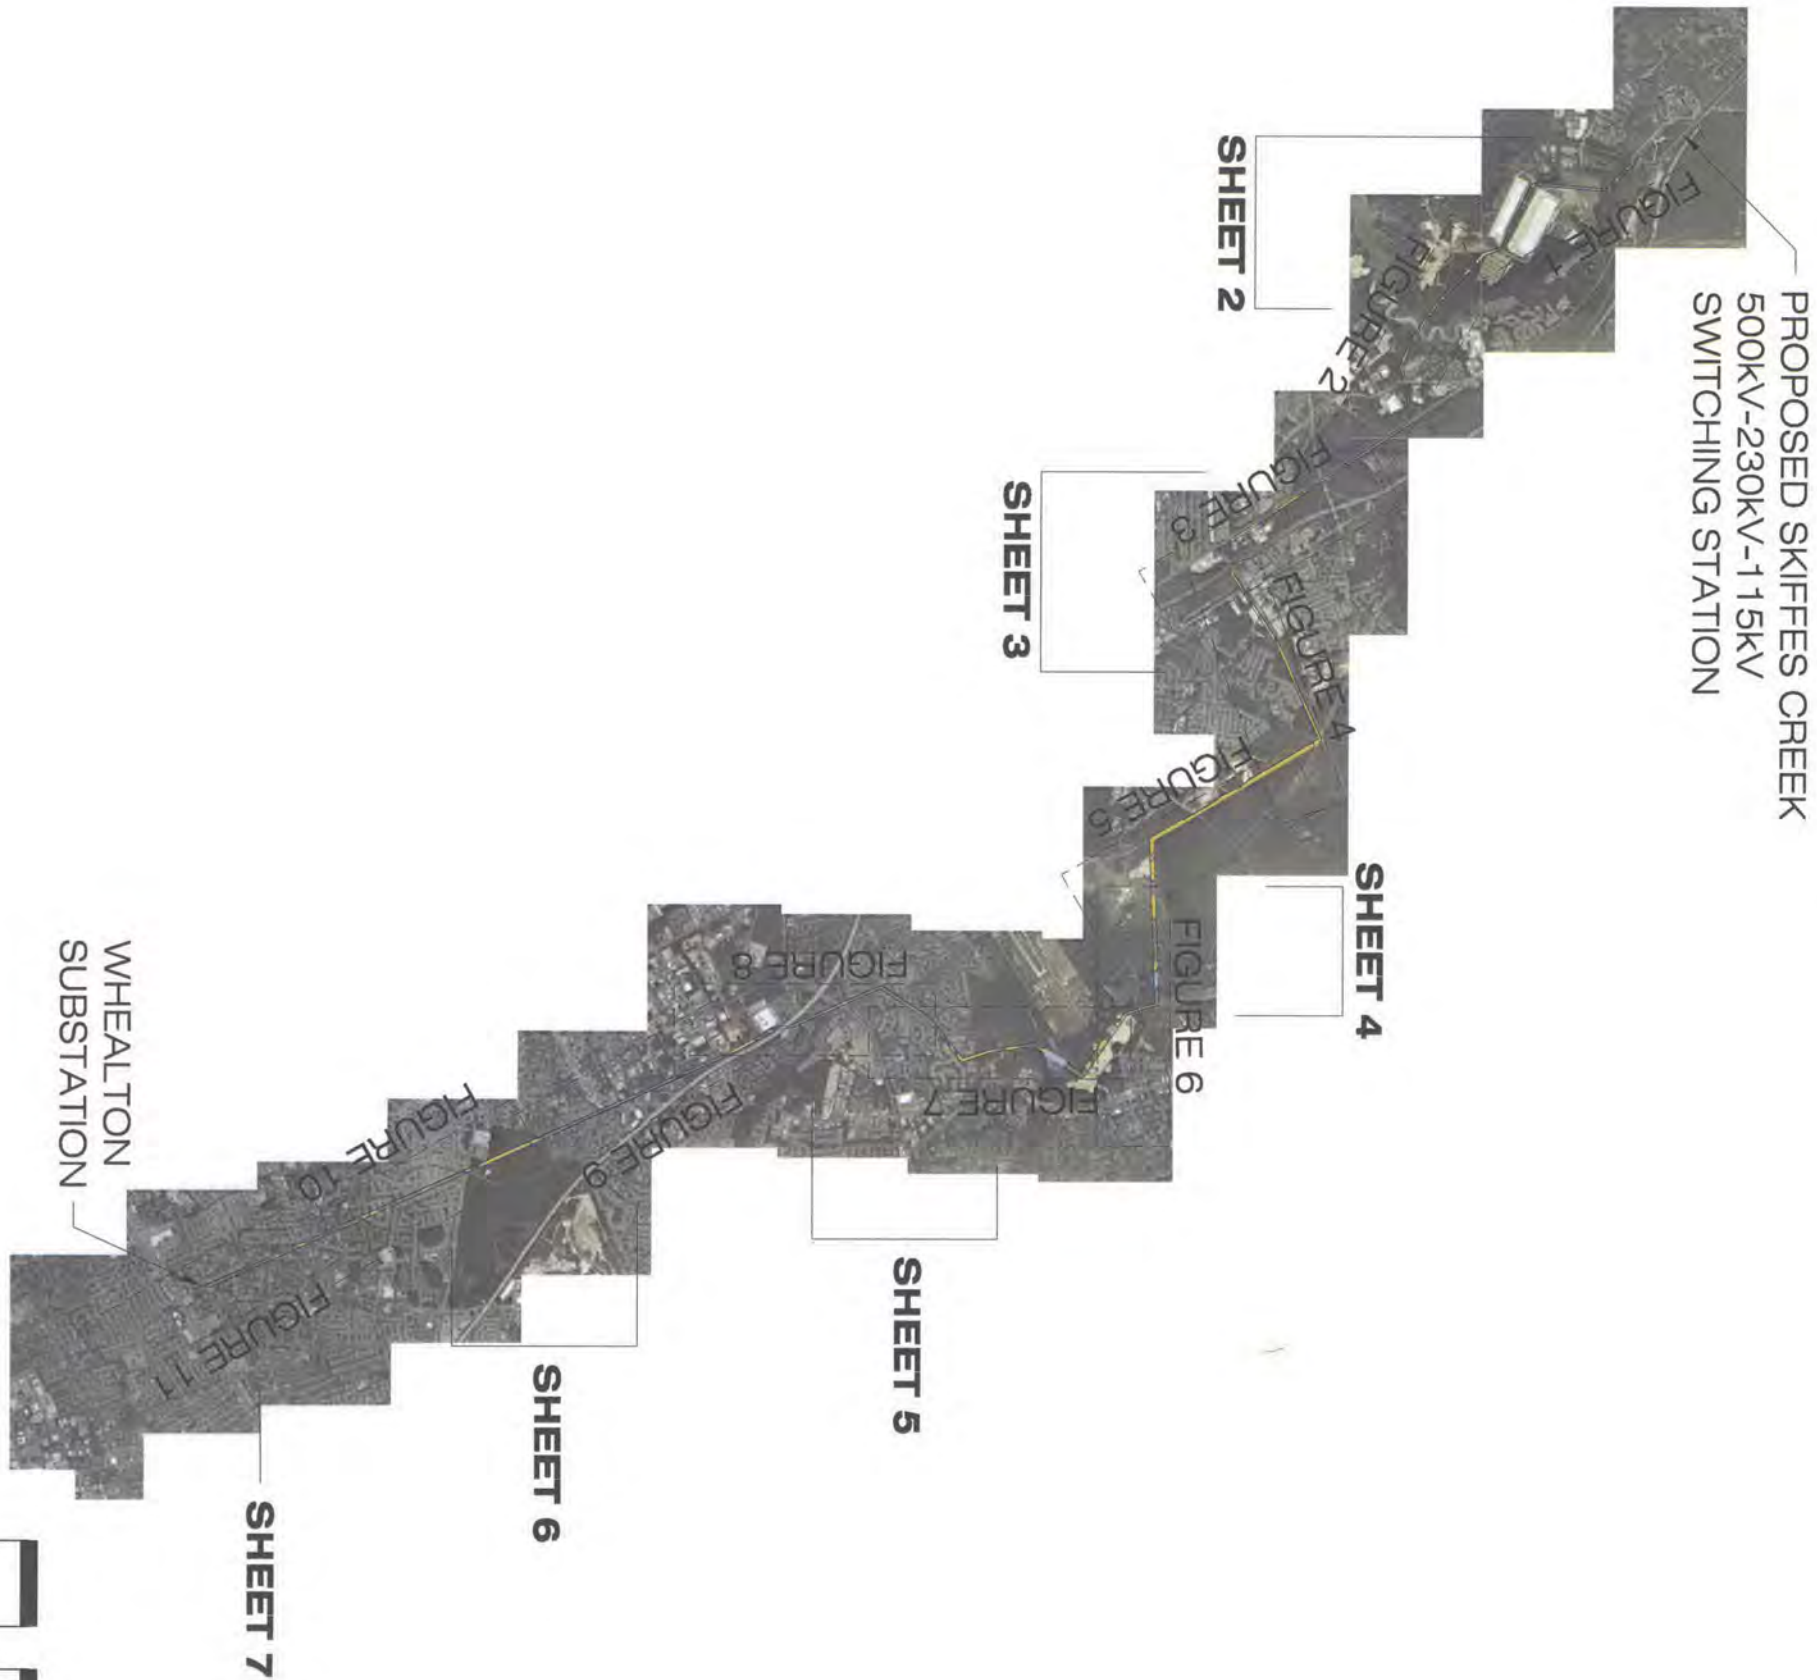 PROPOSED SKIFFES CREEK
500kV-230kV-115kV
SWITCHING STATION
FIGURE 1
SHEET 2
FIGURE 2
FIGURE 3
SHEET 3
FIGURE 4
SHEET 4
FIGURE 5
FIGURE 6
FIGURE 7
SHEET 5
FIGURE 8
FIGURE 9
SHEET 6
FIGURE 10
FIGURE 11
SHEET 7
WHEALTON
SUBSTATION